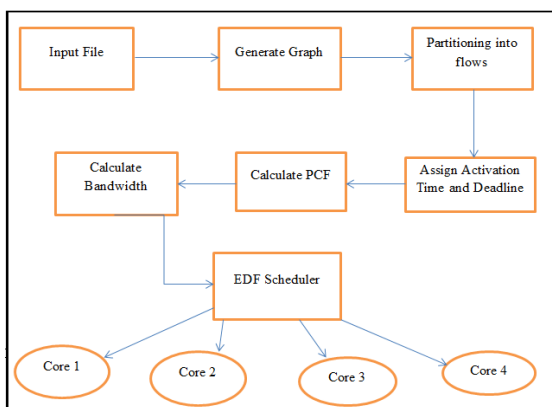 Input File
Generate Graph
Partitioning into
flows
Assign Activation
Time and Deadline
Calculate PCF
Calculate
Bandwidth
EDF Scheduler
Core 1
Core 2
Core 3
Core 4